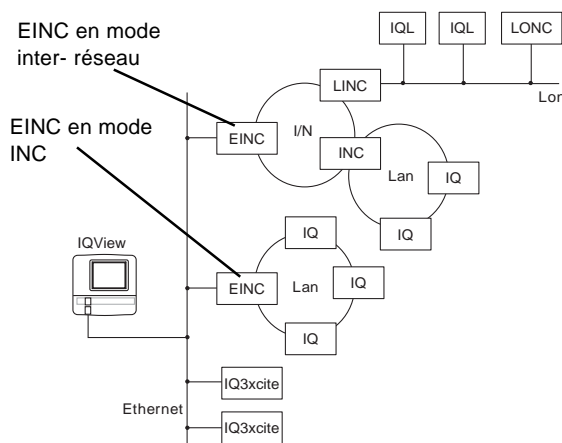 EINC en mode
inter- réseau
IQL
IQL
LONC
LINC
Lon
EINC
I/N
EINC en mode
INC
INC
Lan
IQ
IQ
IQView
IQ
EINC
Lan
IQ
IQ
IQ3xcite
Ethernet
IQ3xcite